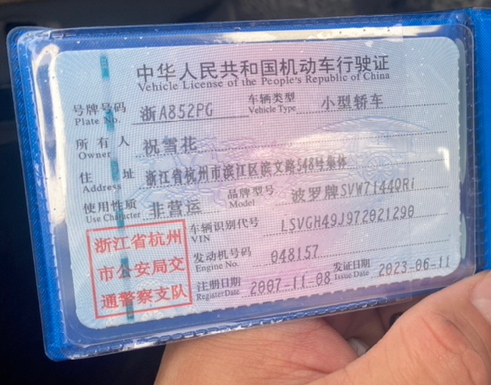 中华人民共和国机动车行驶证
Vehicle License of the People's Republic of China
号牌号码 浙A852PG 车辆类型 小型轿车
Plate No. Vehicle Type
所有人 祝雪花
Owner
住址 浙江省杭州市滨江区滨文路548号集体
Address
使用性质 非营运 品牌型号 波罗牌SVW71440Ri
Use Character Model
浙江省杭州
市公安局交
通警察支队
车辆识别代号 LSVGH49J972021290
VIN
发动机号码 048157
Engine No.
注册日期 2007-11-08 发证日期 2023-06-11
Register Date Issue Date